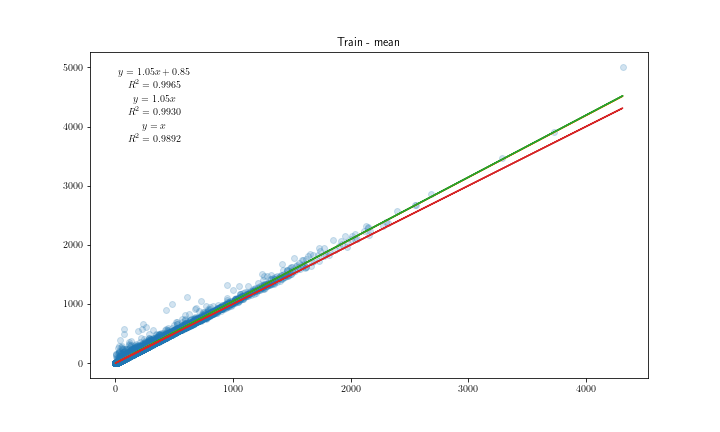 Train - mean
5000
4000
3000
2000
1000
0
y = 1.05x + 0.85
R² = 0.9965
y = 1.05x
R² = 0.9930
y = x
R² = 0.9892
0 1000 2000 3000 4000